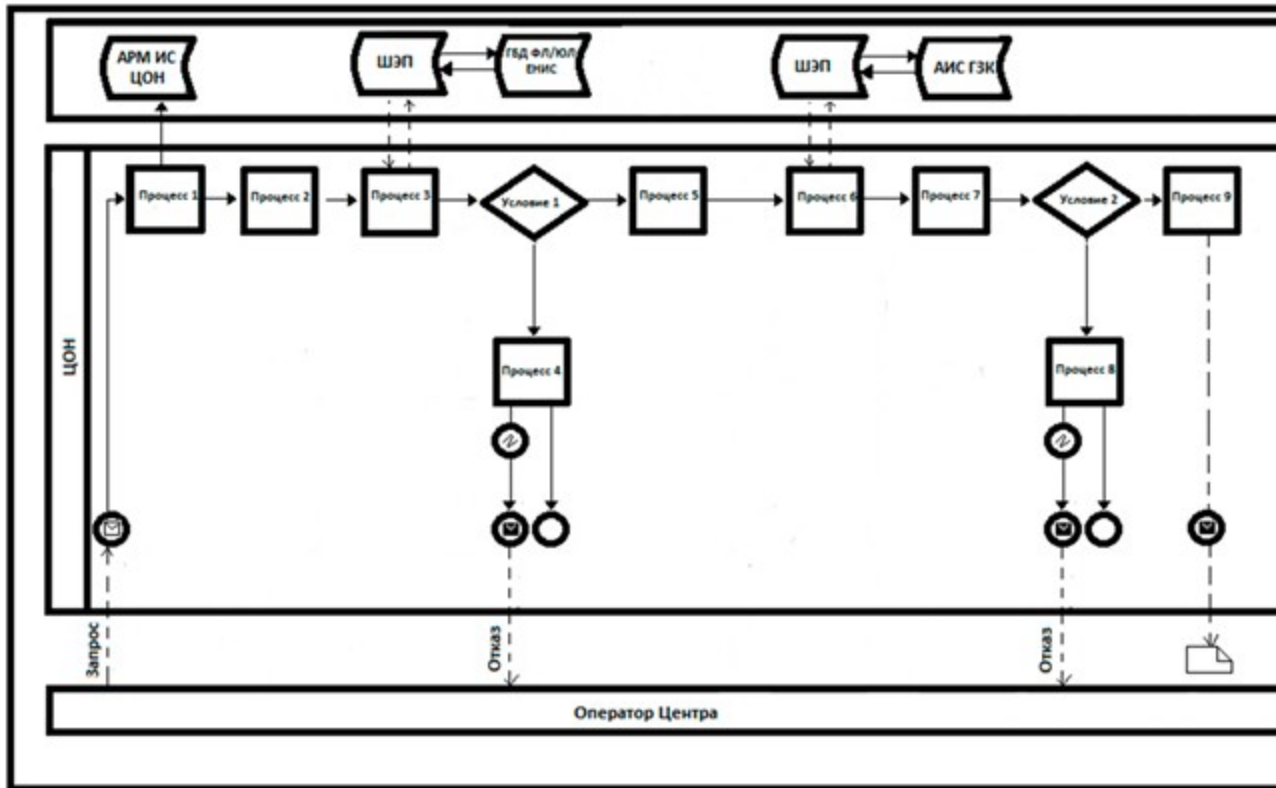 АРМ ИС
ЦОН
ШЭП
ГБД ФЛ/ЮЛ
ЕНИС
ШЭП
АИС ГЗК
ЦОН
Процесс 1
Процесс 2
Процесс 3
Условие 1
Процесс 5
Процесс 6
Процесс 7
Условие 2
Процесс 9
Процесс 4
Процесс 8
Запрос
Отказ
Отказ
Оператор Центра